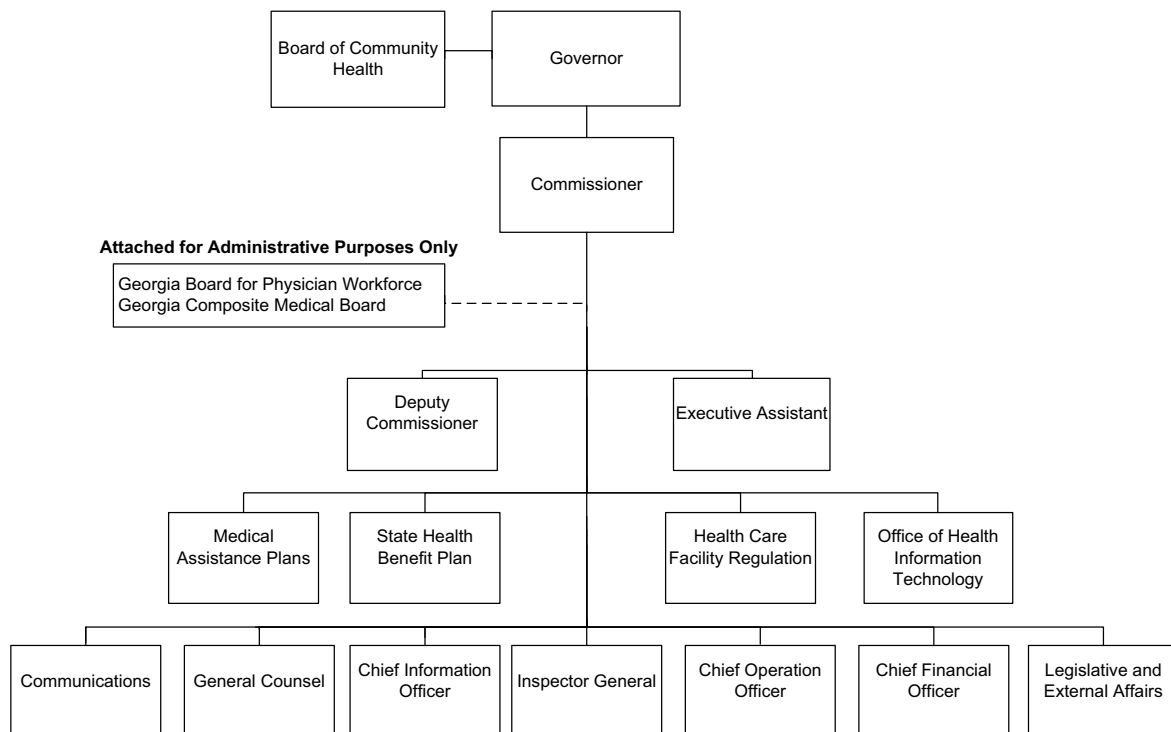 Board of Community
Health
Governor
Commissioner
Attached for Administrative Purposes Only
Georgia Board for Physician Workforce
Georgia Composite Medical Board
Deputy
Commissioner
Executive Assistant
Medical
Assistance Plans
State Health
Benefit Plan
Health Care
Facility Regulation
Office of Health
Information
Technology
Communications
General Counsel
Chief Information
Officer
Inspector General
Chief Operation
Officer
Chief Financial
Officer
Legislative and
External Affairs